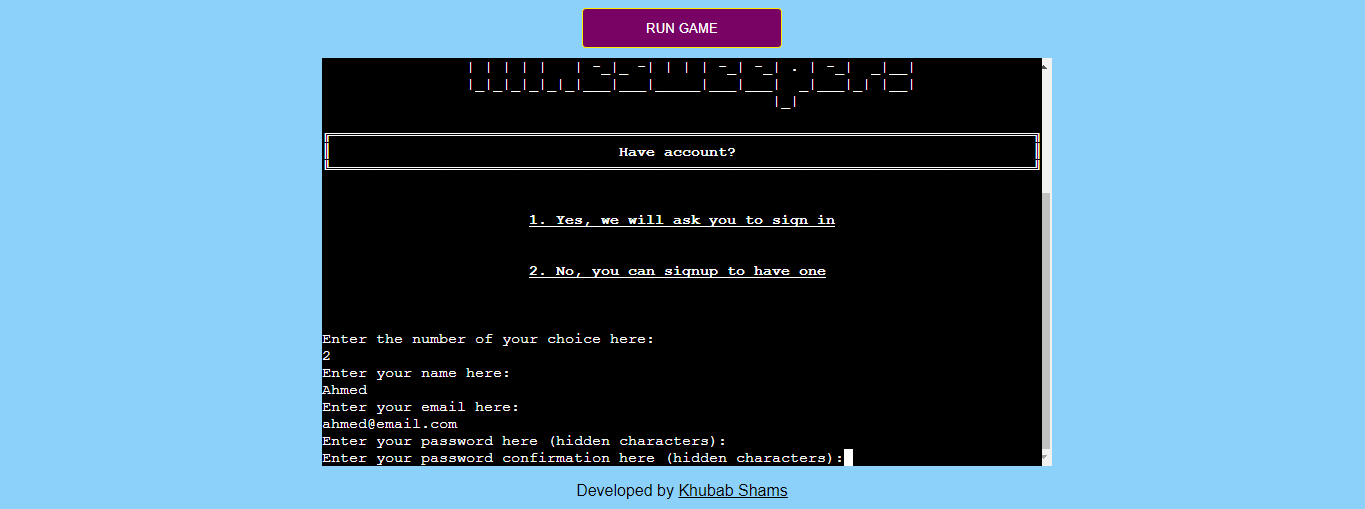 RUN GAME
Have account?
1. Yes, we will ask you to sign in
2. No, you can signup to have one
Enter the number of your choice here:
2
Enter your name here:
Ahmed
Enter your email here:
ahmed@email.com
Enter your password here (hidden characters):
Enter your password confirmation here (hidden characters):
Developed by Khubab Shams